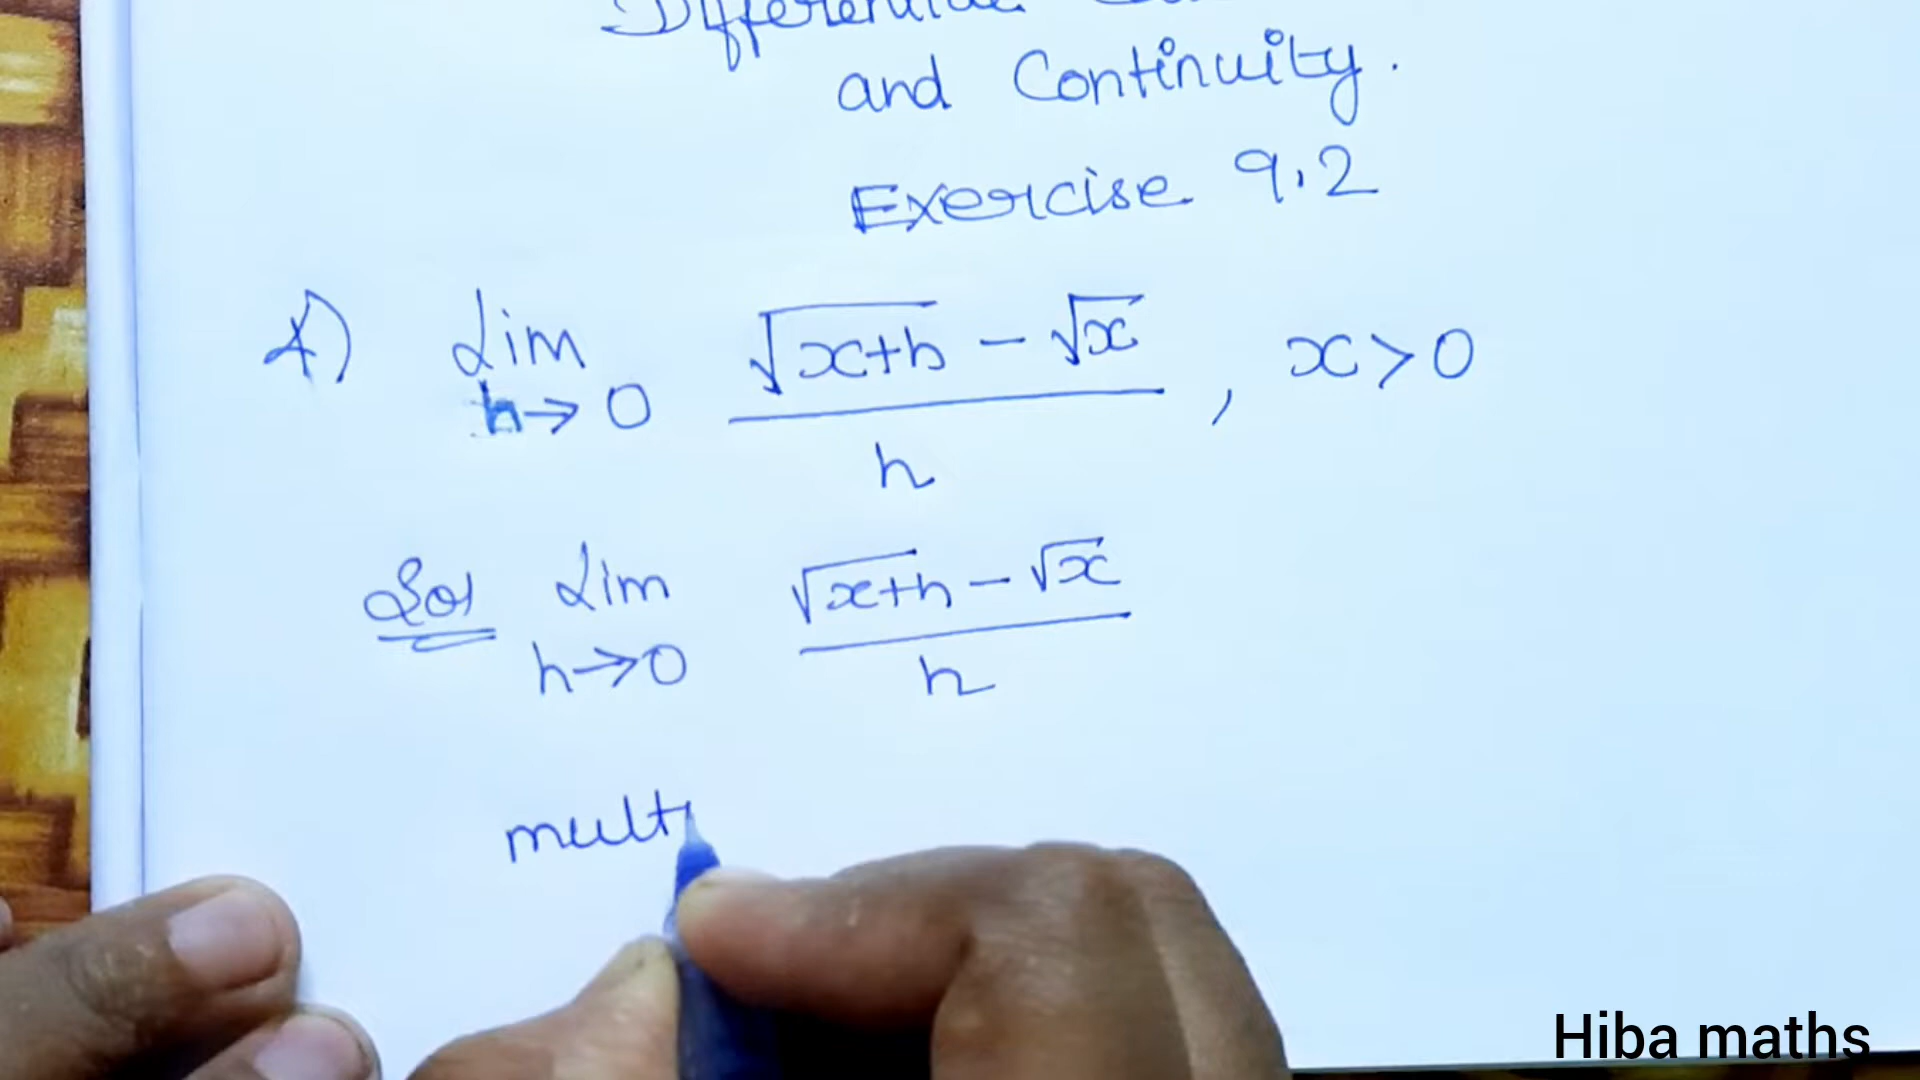 and Continuity.
Exercise 9.2
4) Lim h→0 √(x+h) - √x / h , x>0
Sol Lim h→0 √(x+h) - √x / h
mult
Hiba maths